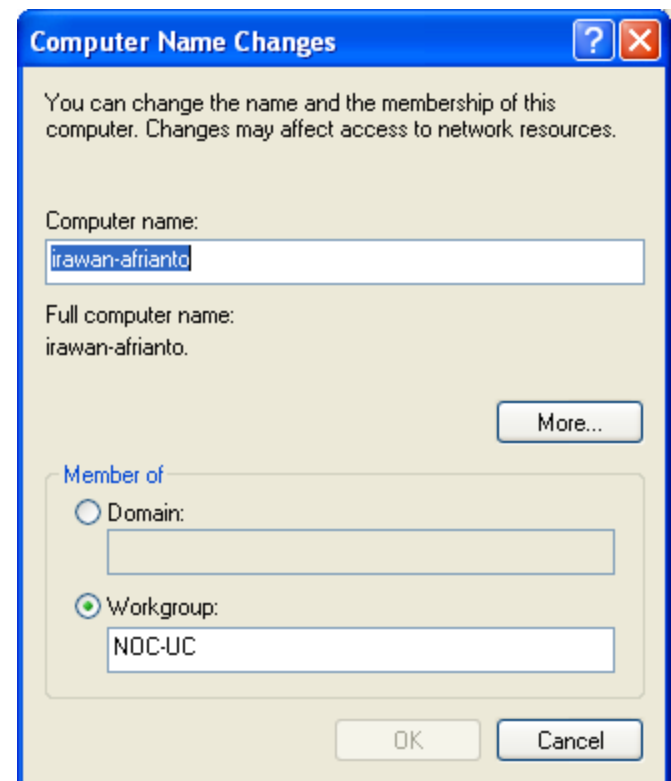 Computer Name Changes
You can change the name and the membership of this
computer. Changes may affect access to network resources.
Computer name:
irawan-afrianto
Full computer name:
irawan-afrianto.
More...
Member of
Domain:
Workgroup:
NOC-UC
OK
Cancel